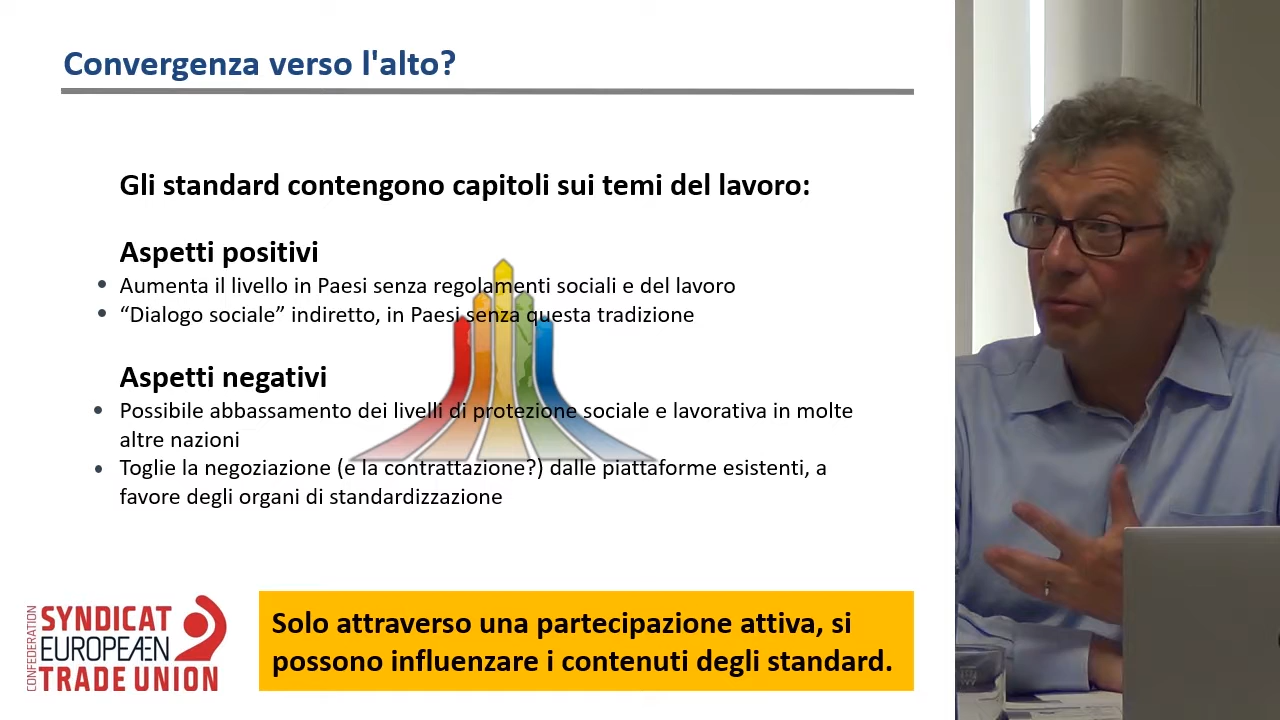 Convergenza verso l'alto?
Gli standard contengono capitoli sui temi del lavoro:
Aspetti positivi
• Aumenta il livello in Paesi senza regolamenti sociali e del lavoro
• “Dialogo sociale” indiretto, in Paesi senza questa tradizione
Aspetti negativi
• Possibile abbassamento dei livelli di protezione sociale e lavorativa in molte
altre nazioni
• Toglie la negoziazione (e la contrattazione?) dalle piattaforme esistenti, a
favore degli organi di standardizzazione
CONFEDERATION
SYNDICAT
EUROPEÆN
TRADE UNION
Solo attraverso una partecipazione attiva, si
possono influenzare i contenuti degli standard.